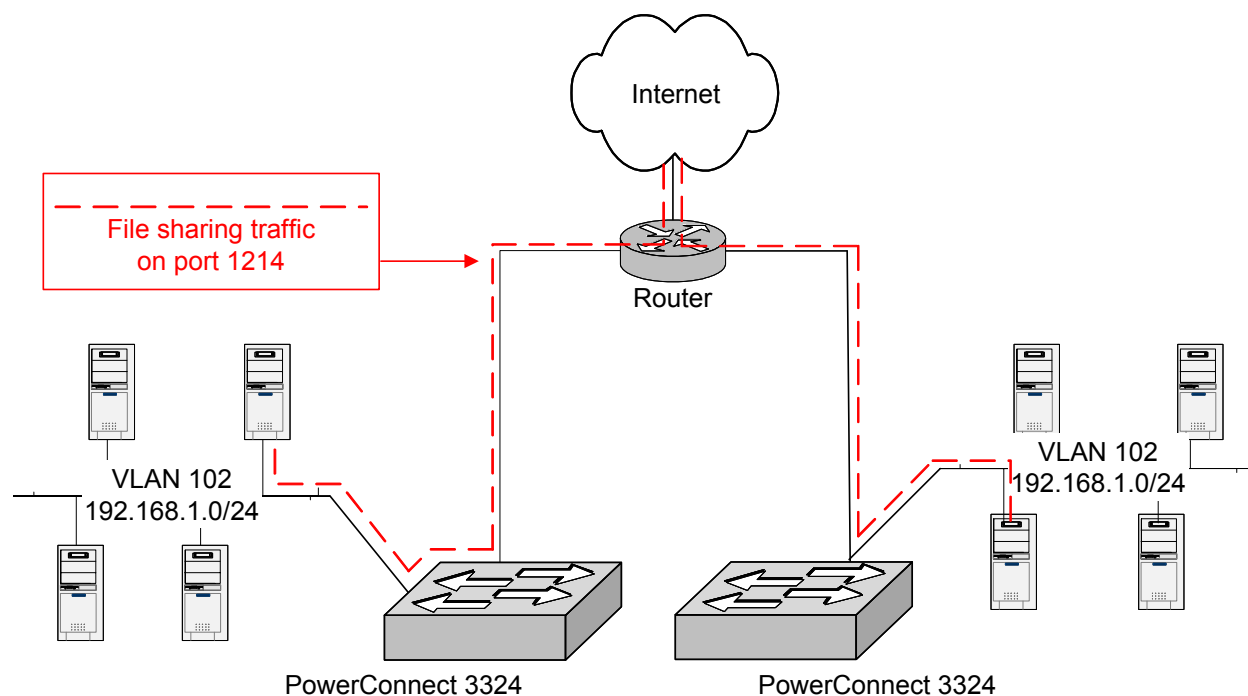 Internet
File sharing traffic
on port 1214
Router
VLAN 102
192.168.1.0/24
VLAN 102
192.168.1.0/24
PowerConnect 3324
PowerConnect 3324